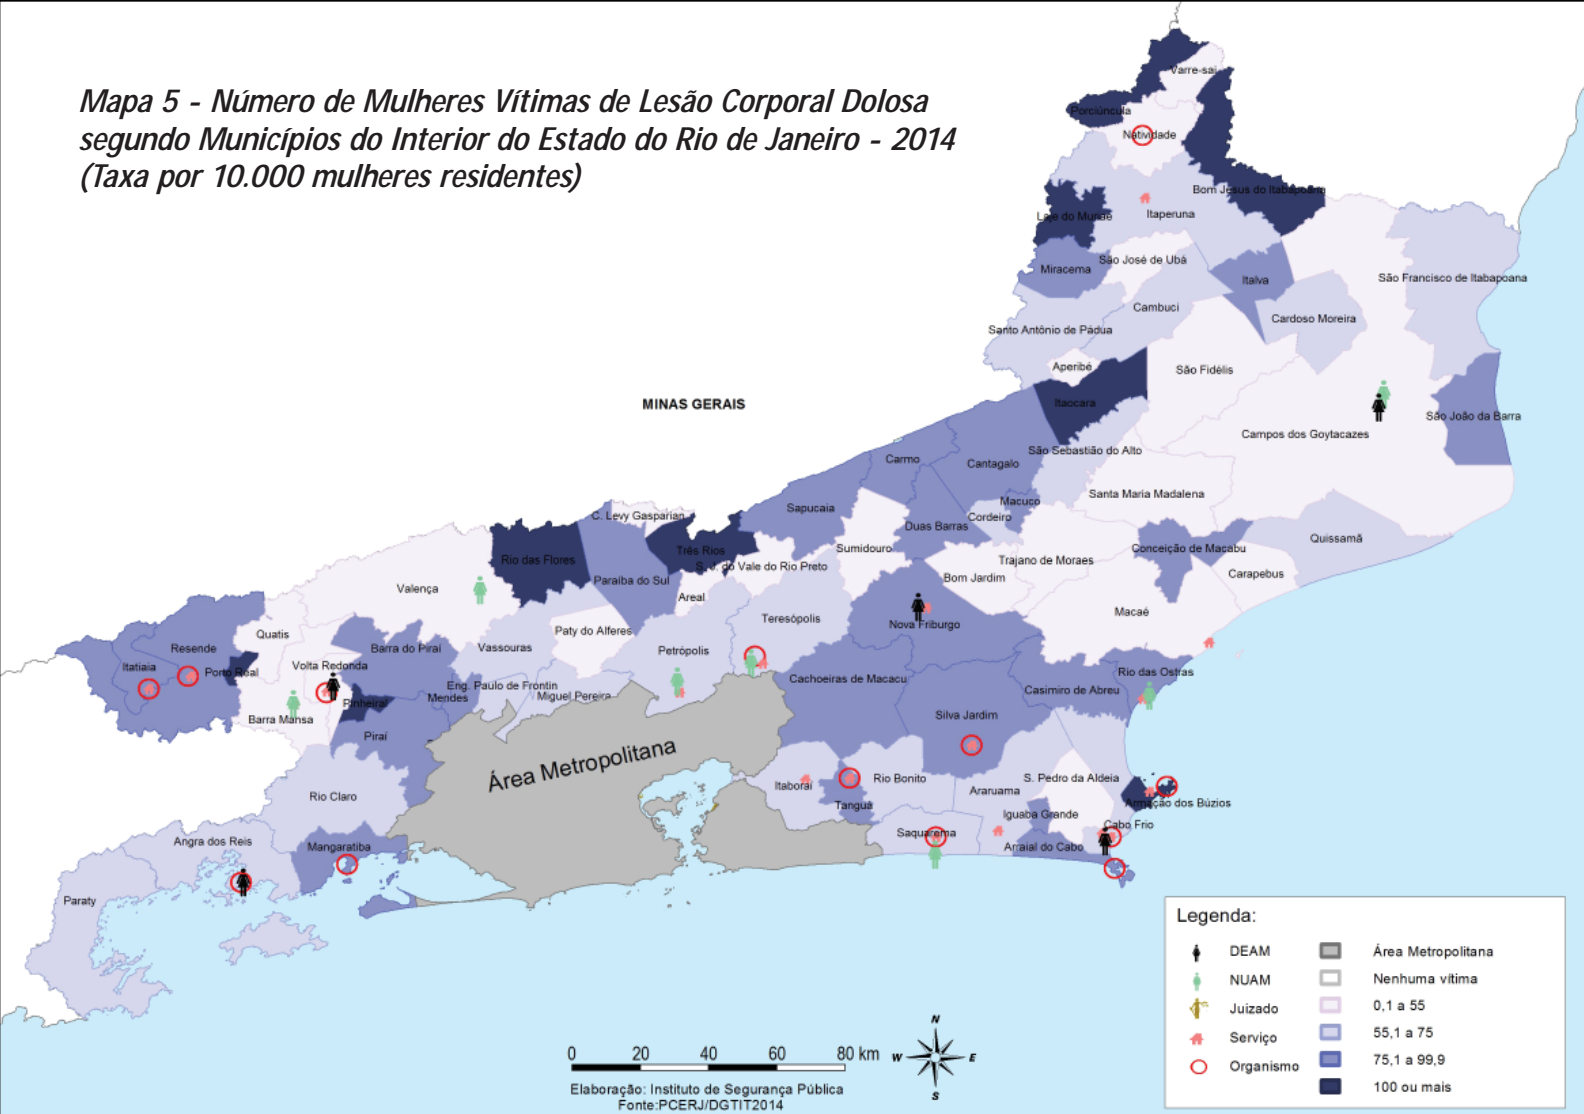 Mapa 5 - Número de Mulheres Vítimas de Lesão Corporal Dolosa
segundo Municípios do Interior do Estado do Rio de Janeiro - 2014
(Taxa por 10.000 mulheres residentes)
Varre-sai
Porciúncula
Natividade
Bom Jesus do Itabapoana
Laje do Muriaé
Itaperuna
São José de Ubá
Miracema
Italva
São Francisco de Itabapoana
Cambuci
Cardoso Moreira
Santo Antônio de Pádua
Aperibé
São Fidélis
MINAS GERAIS
Itaocara
São João da Barra
Campos dos Goytacazes
São Sebastião do Alto
Carmo
Cantagalo
Santa Maria Madalena
Macuco
Sapucaia
C. Levy Gasparian
Cordeiro
Duas Barras
Quissamã
Três Rios
Sumidouro
Conceição de Macabu
Rio das Flores
Trajano de Moraes
S. J. do Vale do Rio Preto
Paraíba do Sul
Bom Jardim
Carapebus
Valença
Areal
Macaé
Teresópolis
Nova Friburgo
Quatis
Paty do Alferes
Resende
Barra do Piraí
Vassouras
Petrópolis
Itatiaia
Volta Redonda
Porto Real
Rio das Ostras
Cachoeiras de Macacu
Eng. Paulo de Frontin
Casimiro de Abreu
Mendes
Miguel Pereira
Pinheiral
Silva Jardim
Barra Mansa
Piraí
Área Metropolitana
Rio Bonito
S. Pedro da Aldeia
Itaboraí
Araruama
Rio Claro
Tanguá
Armação dos Búzios
Iguaba Grande
Cabo Frio
Saquarema
Angra dos Reis
Mangaratiba
Arraial do Cabo
Paraty
Legenda:
DEAM
Área Metropolitana
NUAM
Nenhuma vítima
Juizado
0,1 a 55
Serviço
55,1 a 75
Organismo
75,1 a 99,9
100 ou mais
N
W
E
S
0 20 40 60 80 km
Elaboração: Instituto de Segurança Pública
Fonte:PCERJ/DGTIT2014